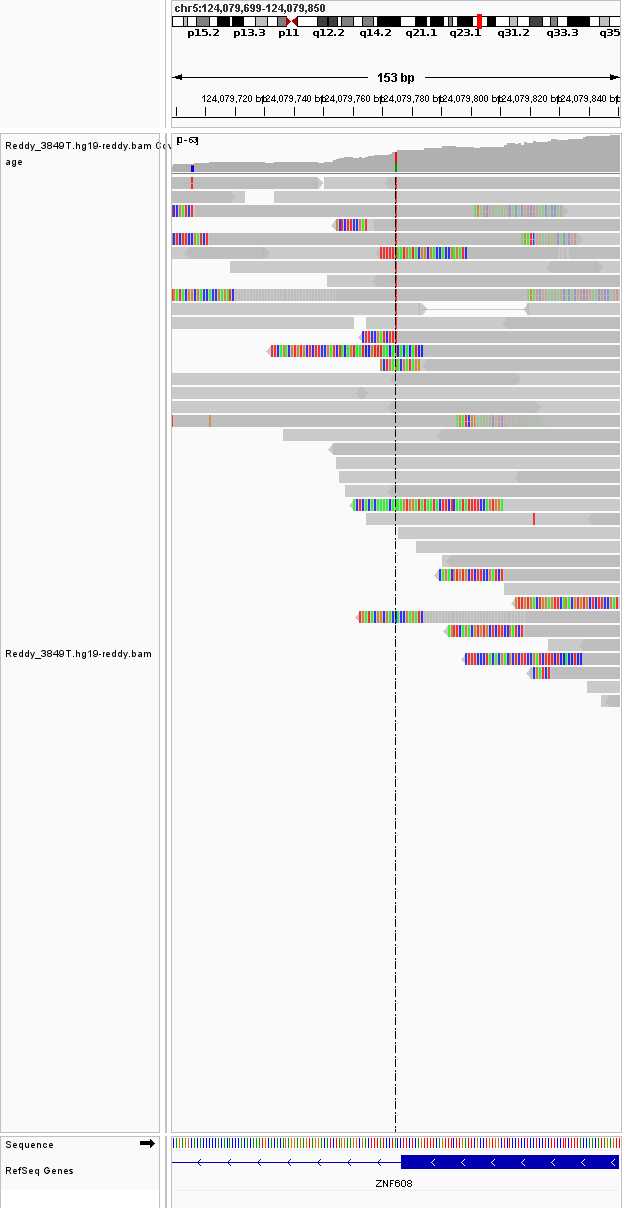 chr5:124,079,699-124,079,850
p15.2 p13.3 p11 q12.2 q14.2 q21.1 q23.1 q31.2 q33.3 q35
153 bp
124,079,720 bp 124,079,740 bp 124,079,760 bp 124,079,780 bp 124,079,800 bp 124,079,820 bp 124,079,840 bp
[0-63]
Reddy_3849T.hg19-reddy.bam Cov
age
Reddy_3849T.hg19-reddy.bam
Sequence
RefSeq Genes
ZNF608